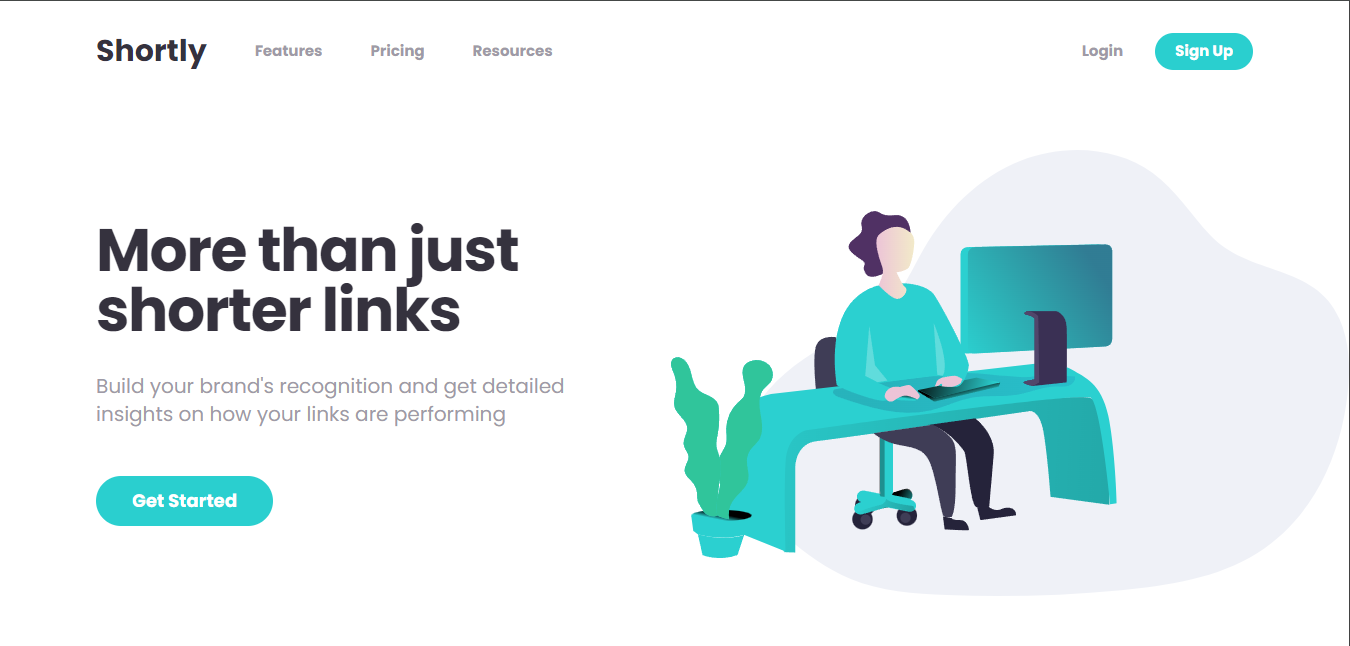 Shortly Features Pricing Resources Login Sign Up
More than just
shorter links
Build your brand's recognition and get detailed
insights on how your links are performing
Get Started